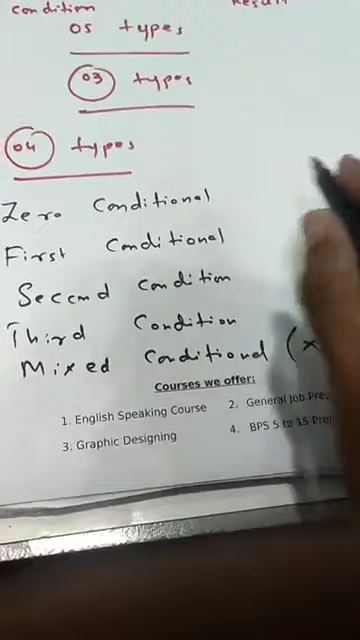 condition Result
05 types
03 types
04 types
Zero Conditional
First Conditional
Second Condition
Third Condition
Mixed Conditional (x
Courses we offer:
1. English Speaking Course 2. General Job Pre
3. Graphic Designing 4. BPS 5 to 15 Pre